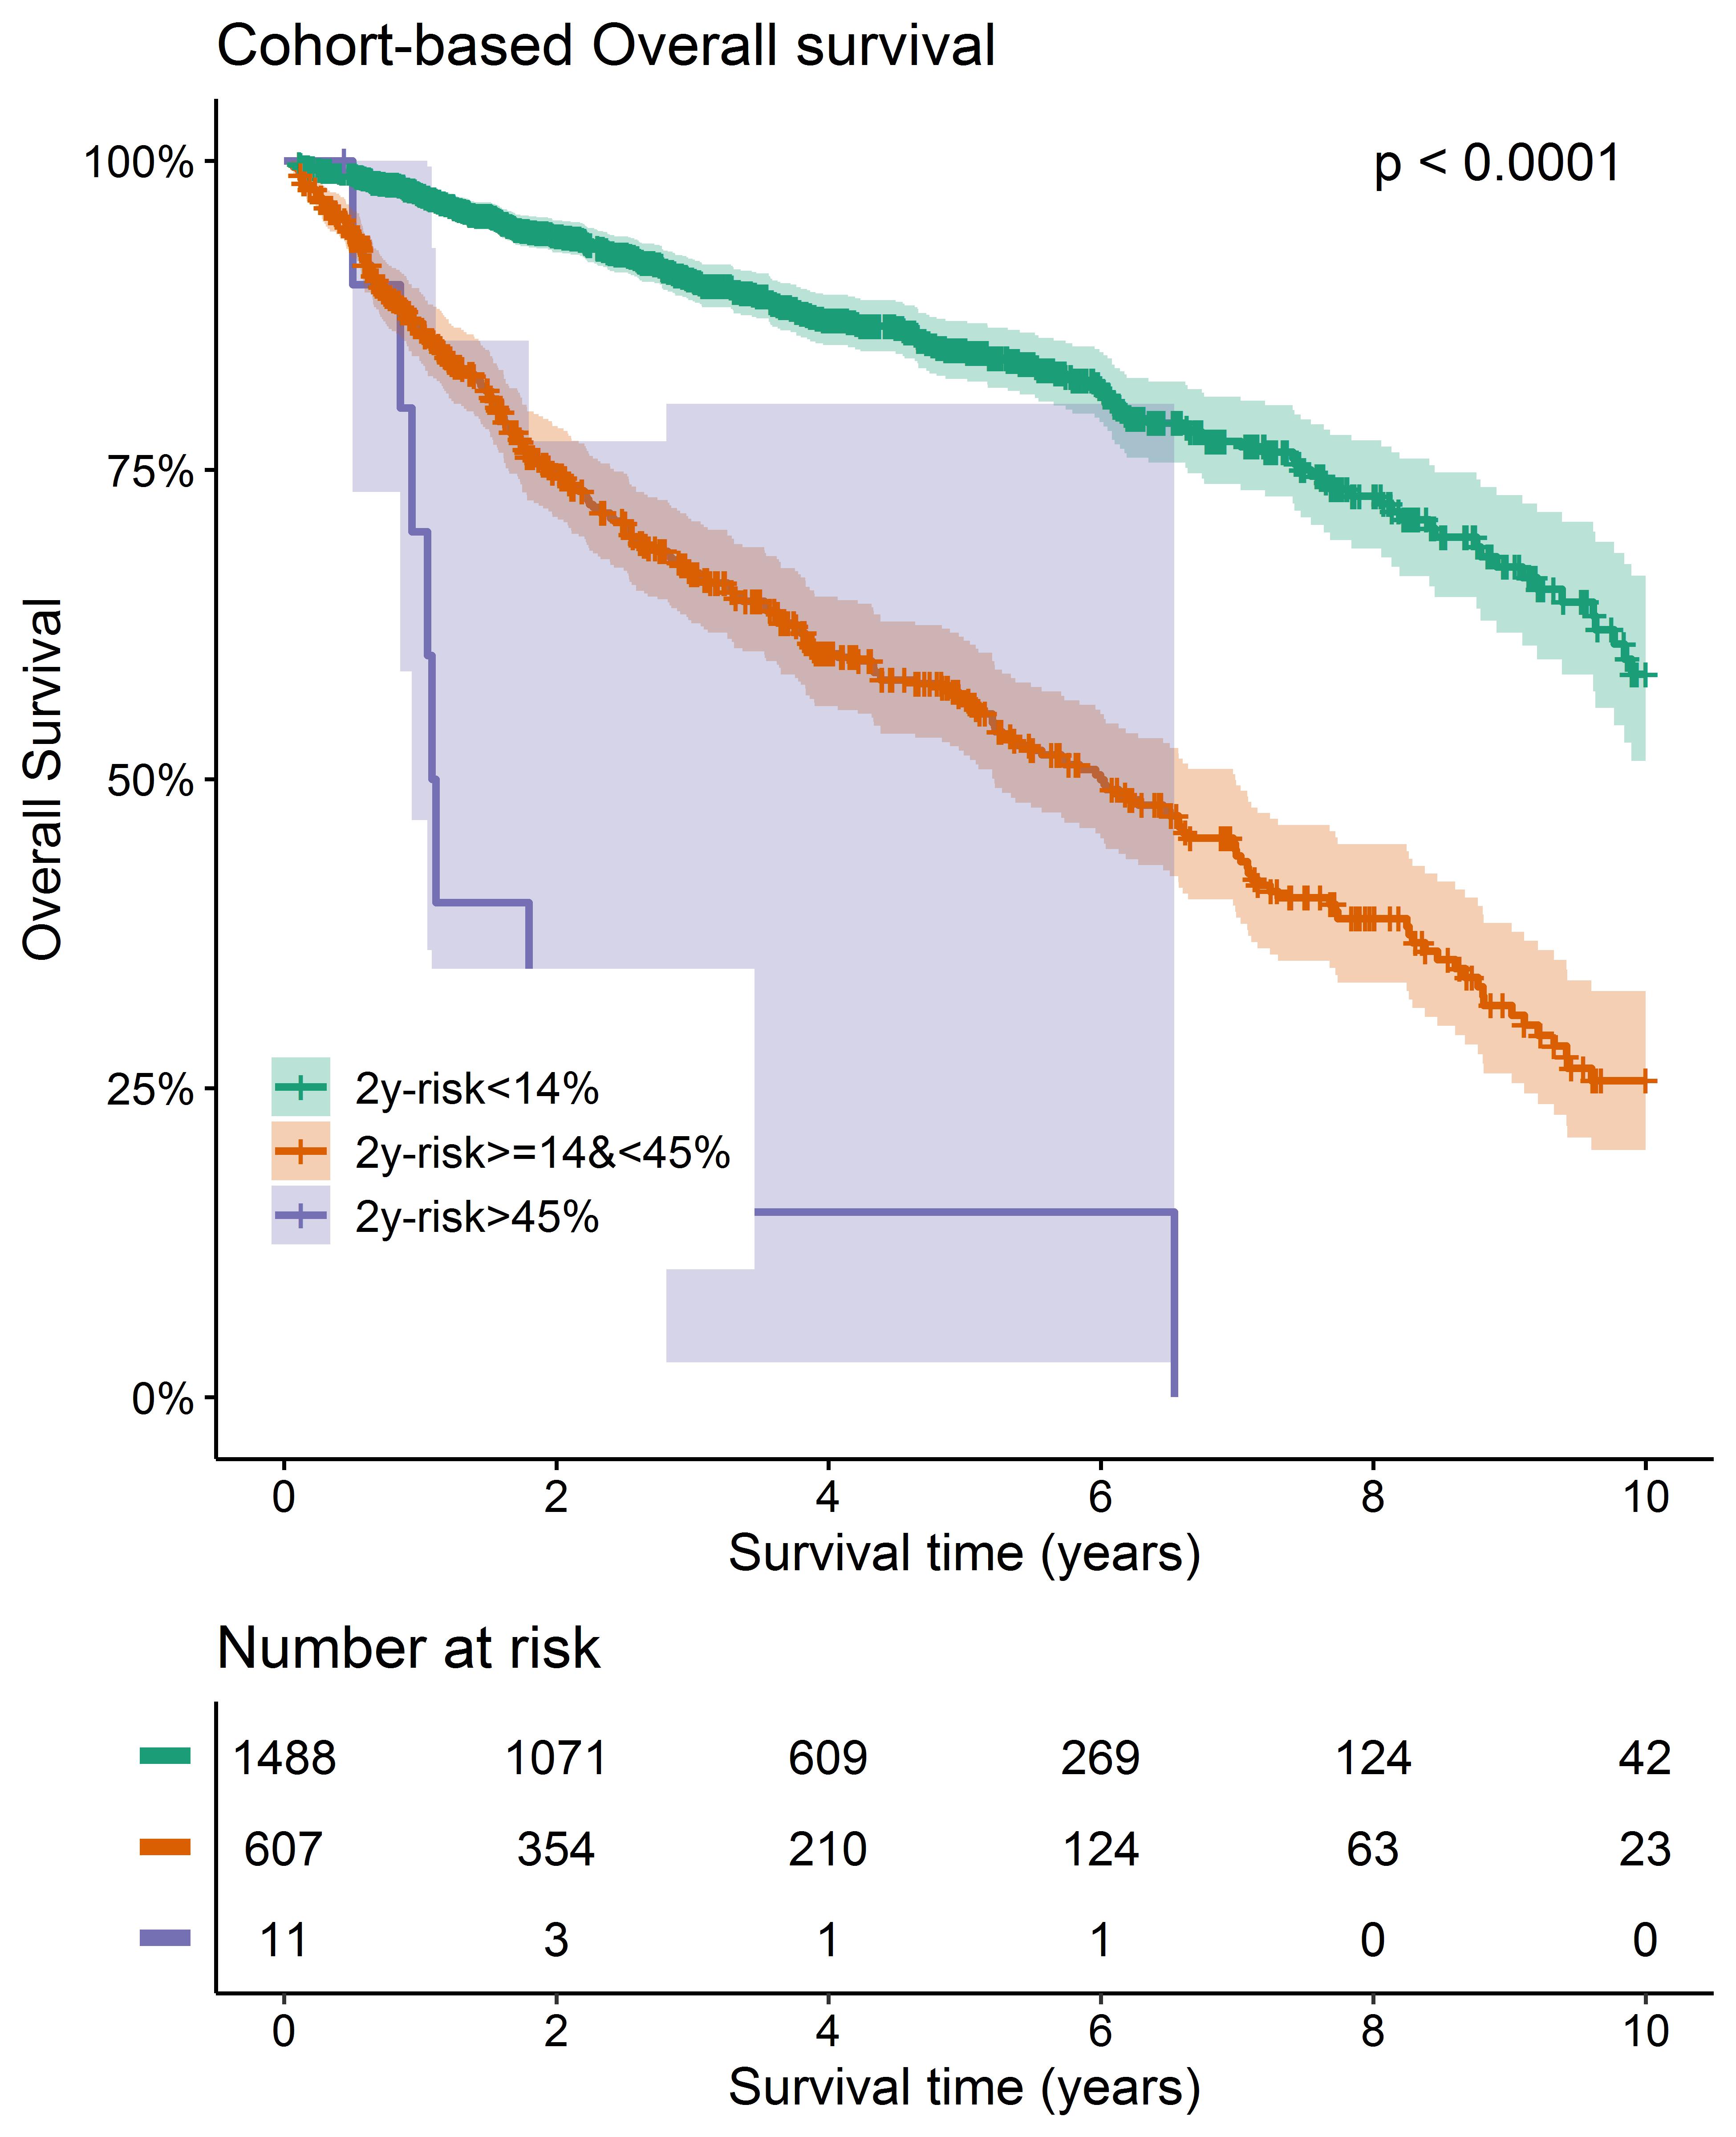 Cohort-based Overall survival
p < 0.0001
100%
75%
50%
25%
0%
Overall Survival
2y-risk<14%
2y-risk>=14&<45%
2y-risk>45%
0 2 4 6 8 10
Survival time (years)
Number at risk
1488 1071 609 269 124 42
607 354 210 124 63 23
11 3 1 1 0 0
0 2 4 6 8 10
Survival time (years)